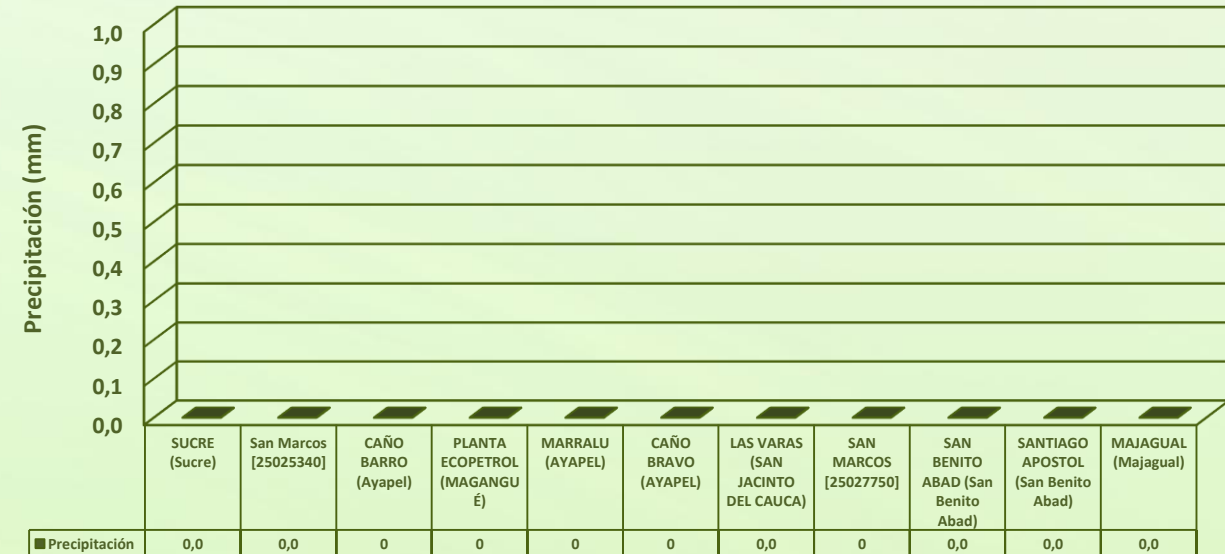 Precipitación (mm)
1,0
0,9
0,8
0,7
0,6
0,5
0,4
0,3
0,2
0,1
0,0
SUCRE
(Sucre)
San Marcos
[25025340]
CAÑO
BARRO
(Ayapel)
PLANTA
ECOPETROL
(MAGANGU
É)
MARRALU
(AYAPEL)
CAÑO
BRAVO
(AYAPEL)
LAS VARAS
(SAN
JACINTO
DEL CAUCA)
SAN
MARCOS
[25027750]
SAN
BENITO
ABAD (San
Benito
Abad)
SANTIAGO
APOSTOL
(San Benito
Abad)
MAJAGUAL
(Majagual)
Precipitación 0,0 0,0 0 0 0 0 0,0 0 0,0 0,0 0,0